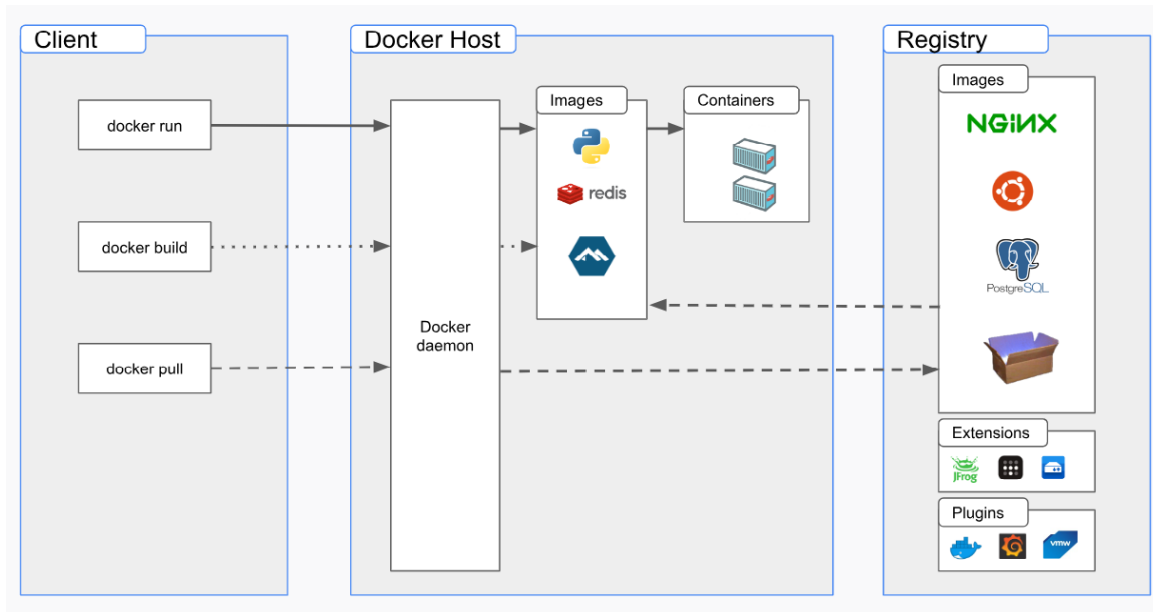 Client
docker run
docker build
docker pull
Docker Host
Docker
daemon
Images
redis
Containers
Registry
Images
NGINX
PostgreSQL
Extensions
JFrog
Plugins
vmw